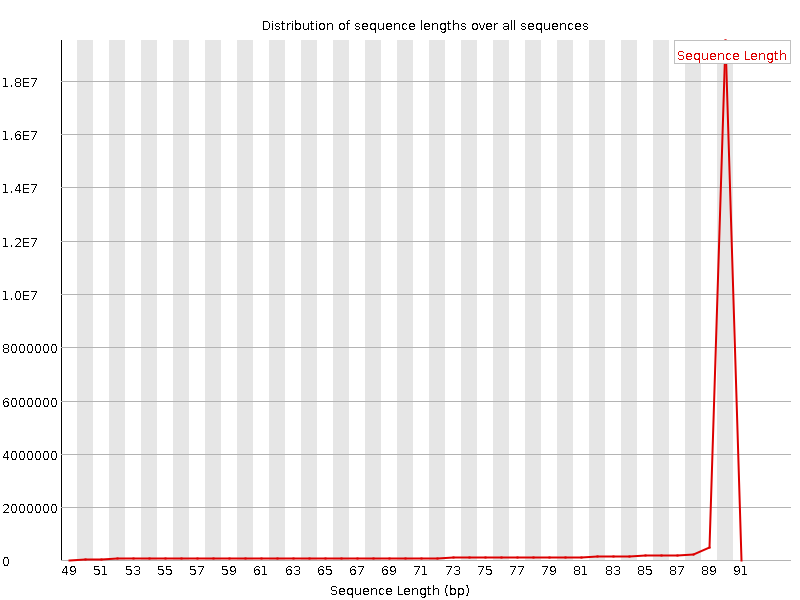 Distribution of sequence lengths over all sequences
Sequence Length
1.8E7
1.6E7
1.4E7
1.2E7
1.0E7
8000000
6000000
4000000
2000000
0
49 51 53 55 57 59 61 63 65 67 69 71 73 75 77 79 81 83 85 87 89 91
Sequence Length (bp)